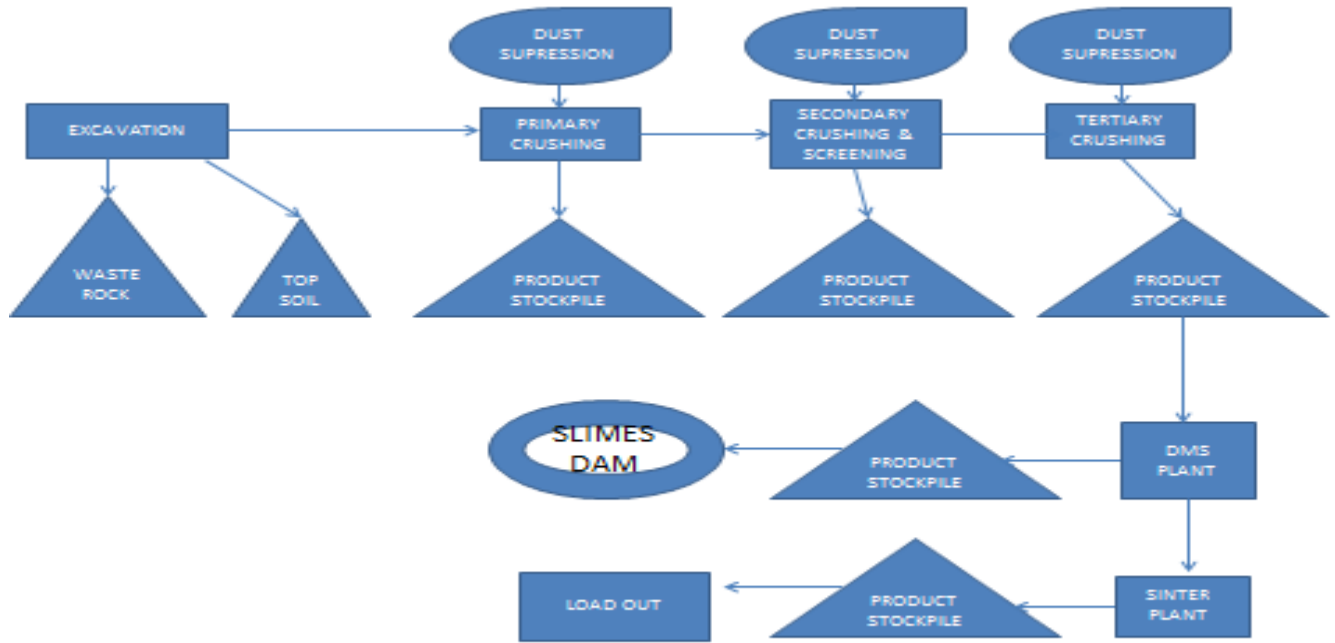 DUST
SUPRESSION
DUST
SUPRESSION
DUST
SUPRESSION
EXCAVATION
PRIMARY
CRUSHING
SECONDARY
CRUSHING &
SCREENING
TERTIARY
CRUSHING
WASTE
ROCK
TOP
SOIL
PRODUCT
STOCKPILE
PRODUCT
STOCKPILE
PRODUCT
STOCKPILE
SLIMES
DAM
PRODUCT
STOCKPILE
DMS
PLANT
LOAD OUT
PRODUCT
STOCKPILE
SINTER
PLANT